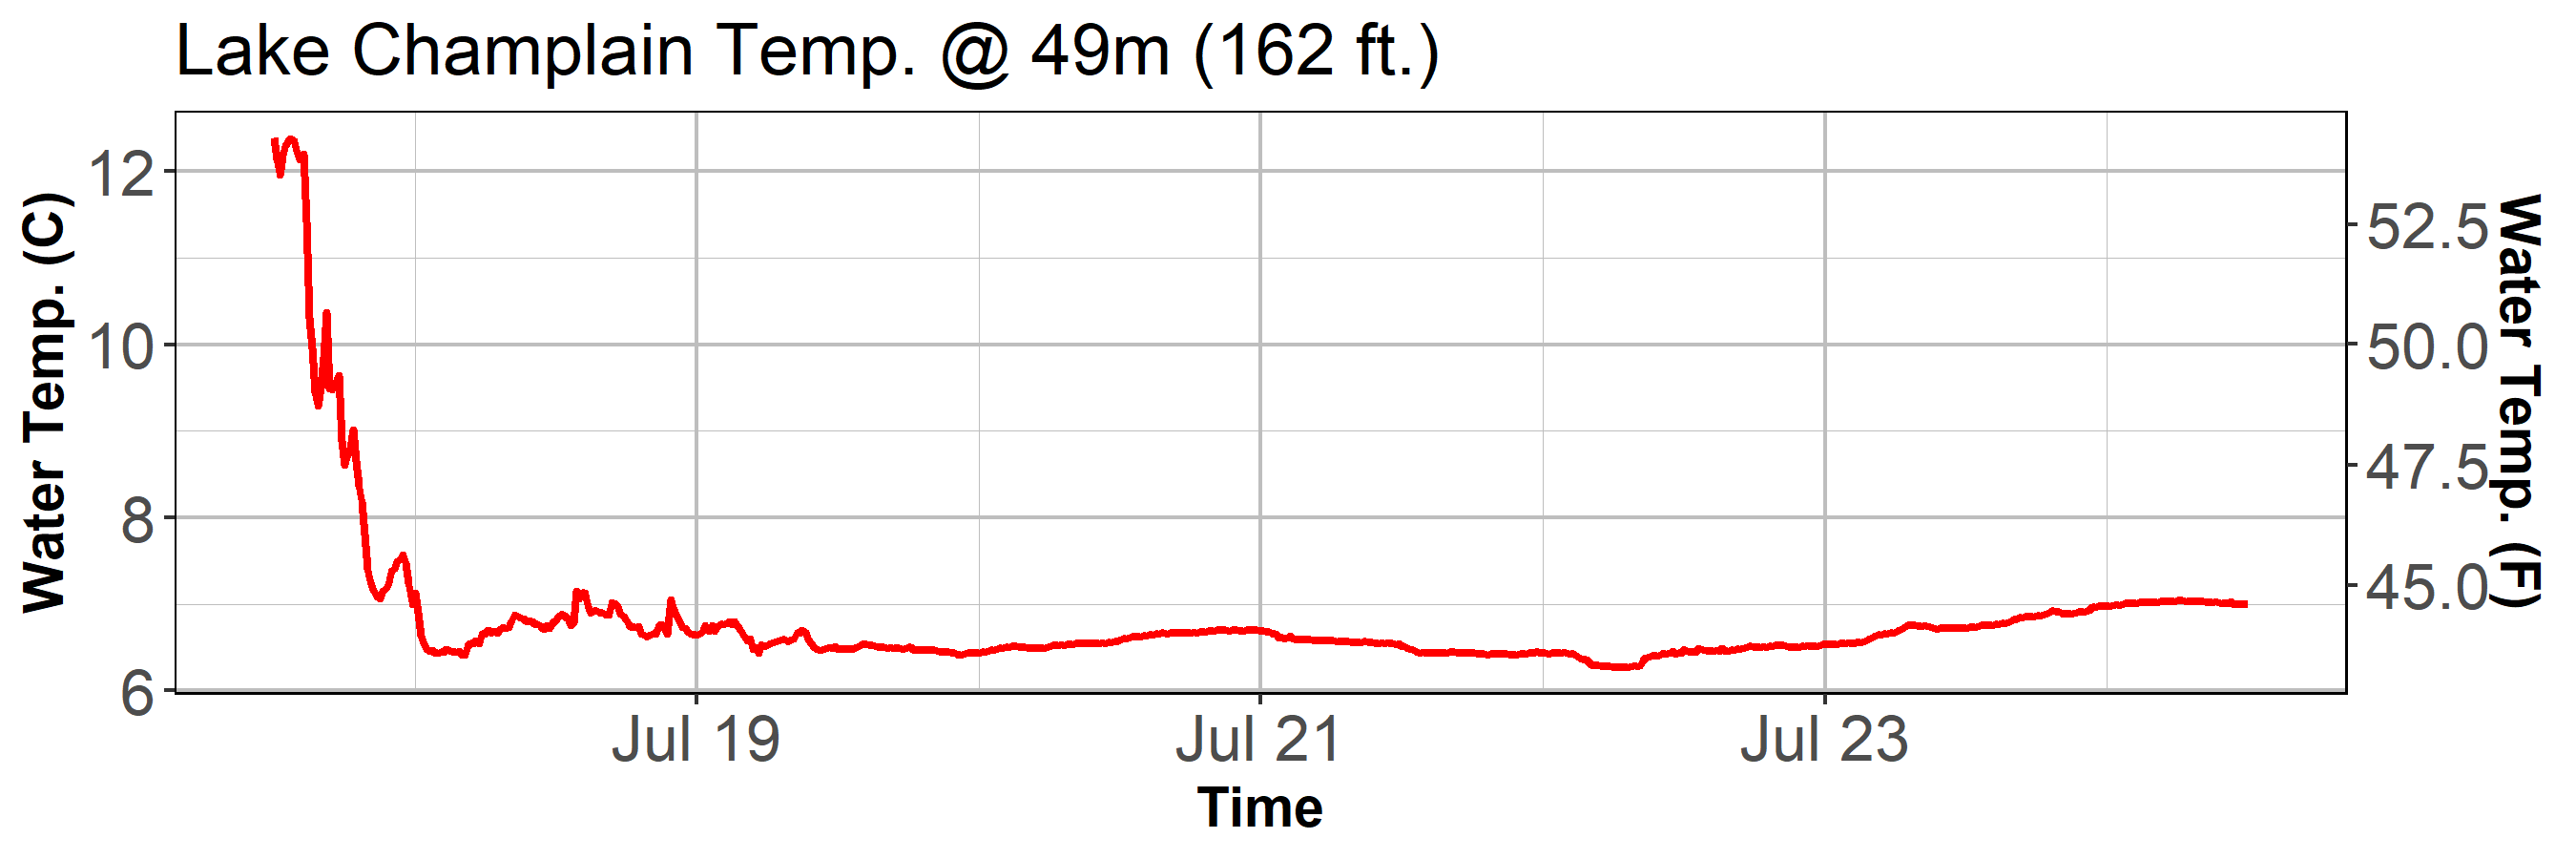 Lake Champlain Temp. @ 49m (162 ft.)
Water Temp. (C)
12
10
8
6
52.5
50.0
47.5
45.0
Water Temp. (F)
Jul 19
Jul 21
Jul 23
Time